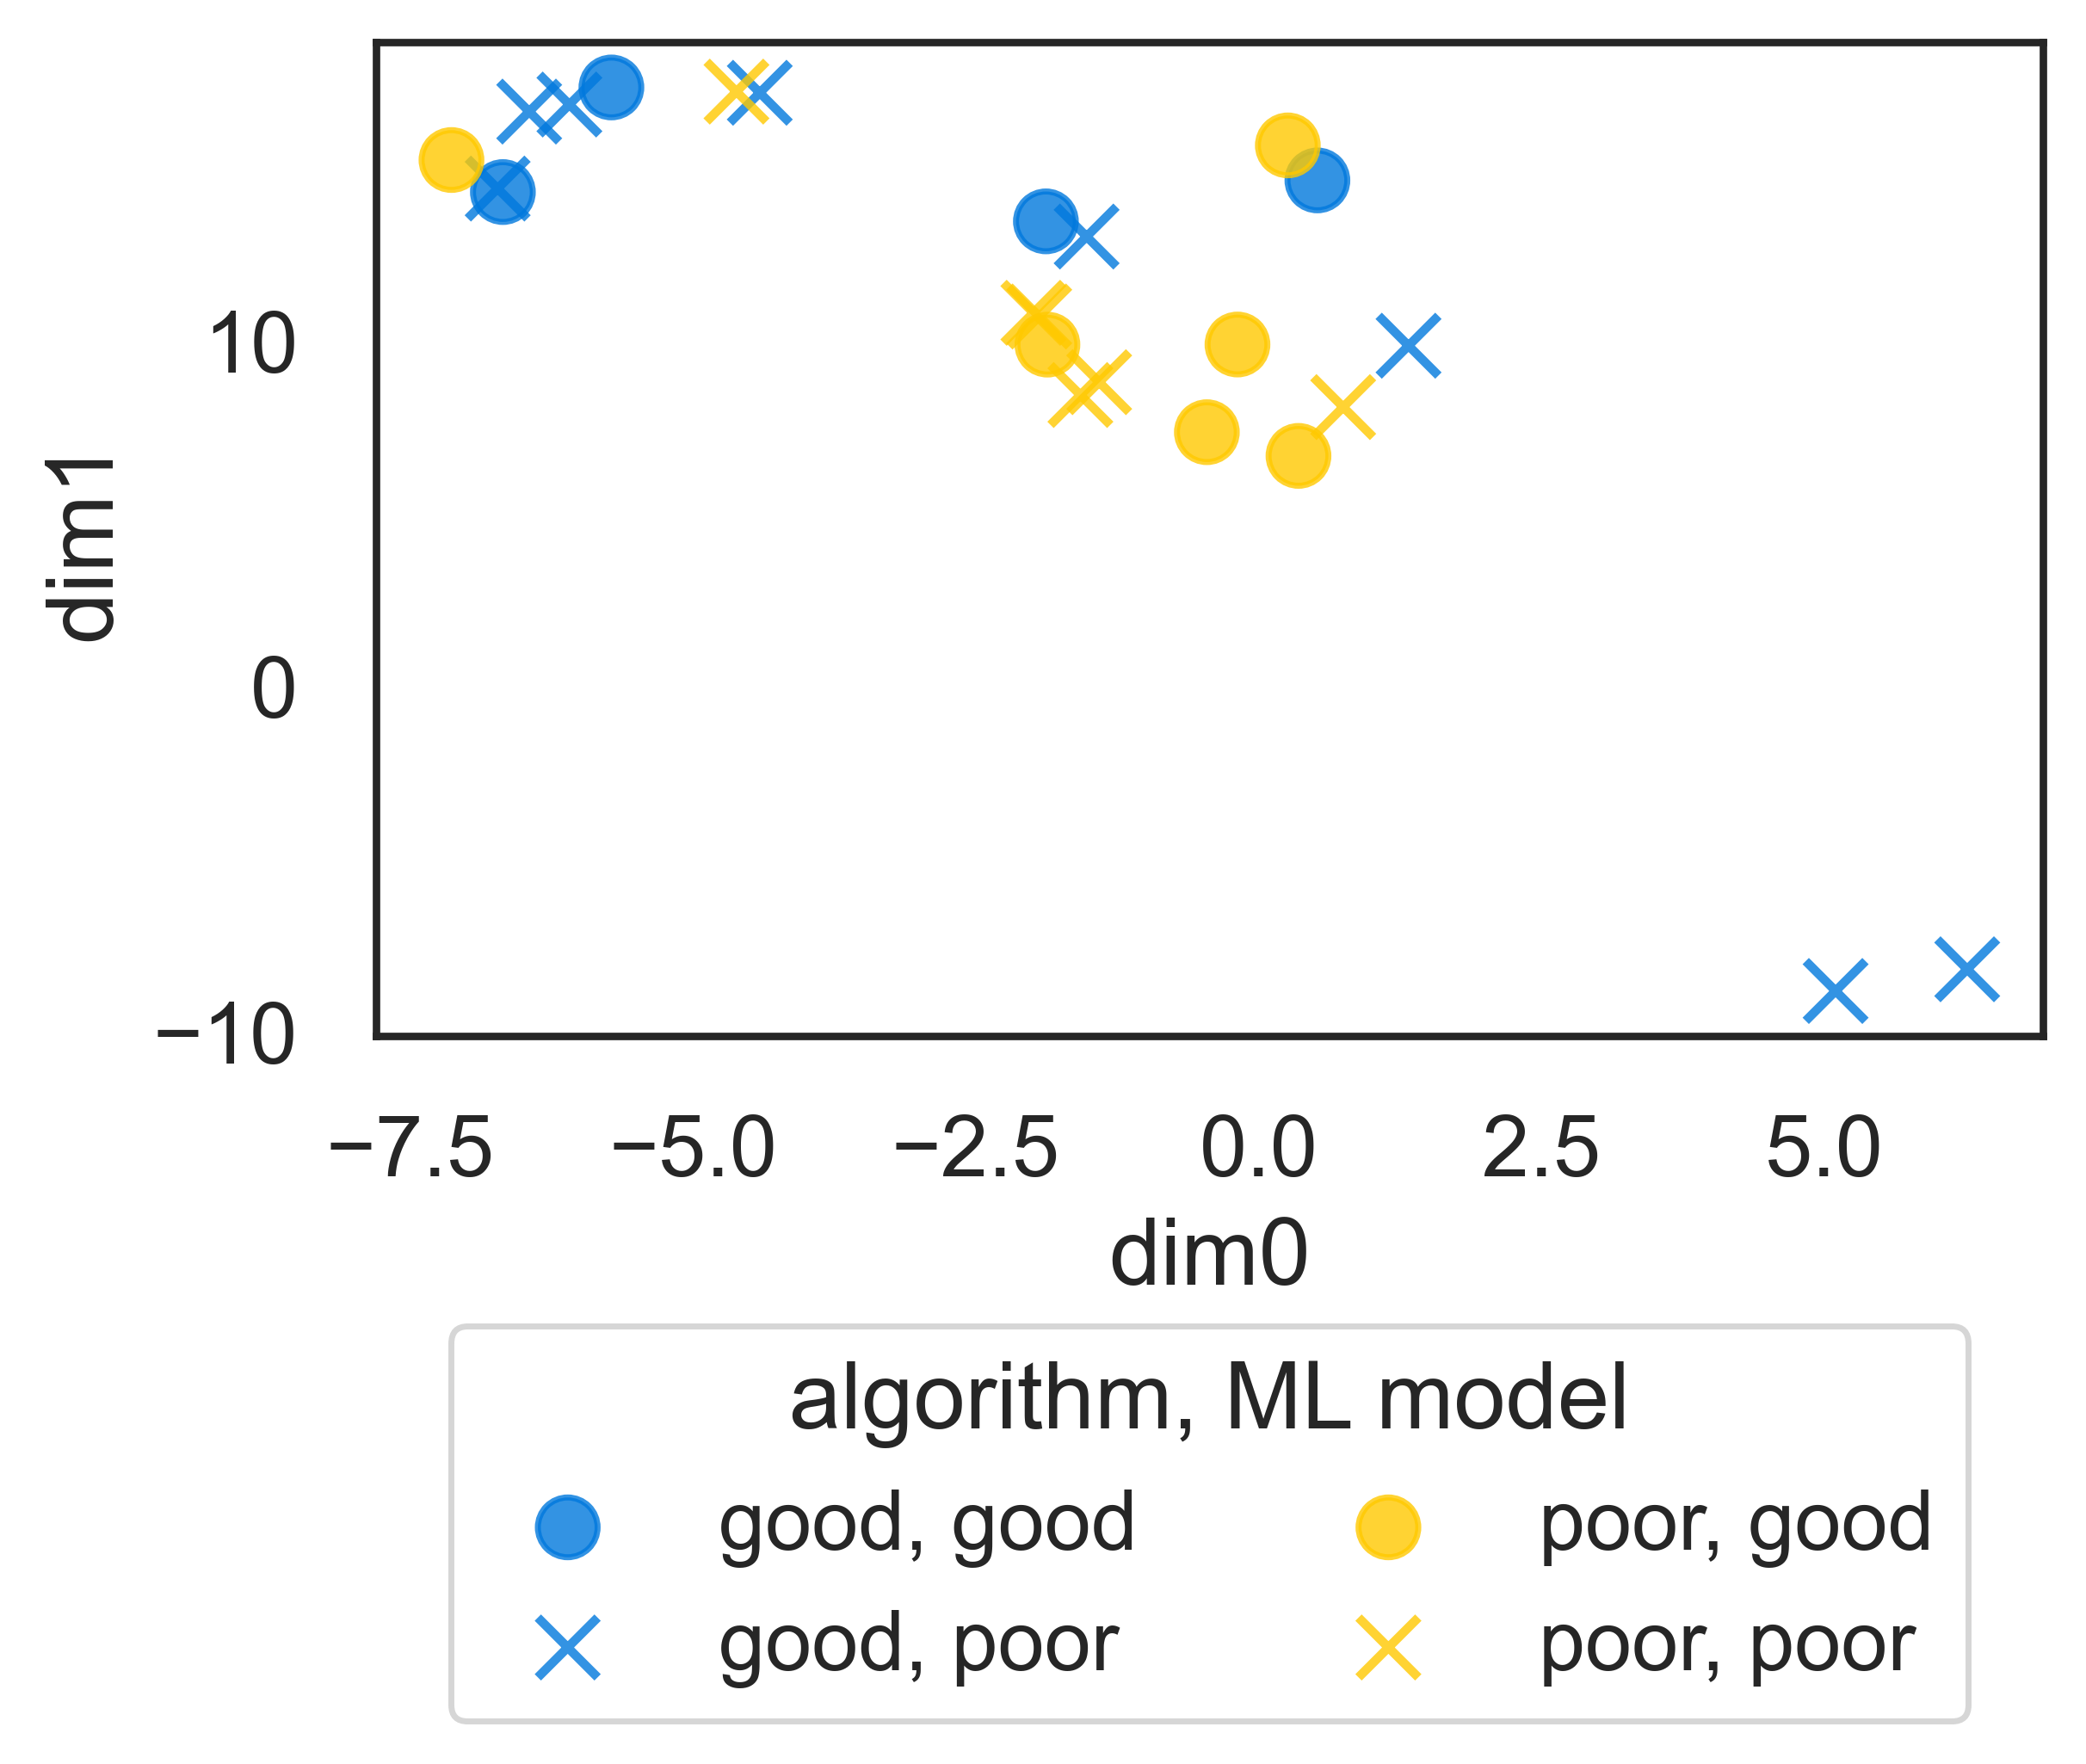 10
0
−10
dim1
−7.5 −5.0 −2.5 0.0 2.5 5.0
dim0
algorithm, ML model
good, good poor, good
good, poor poor, poor